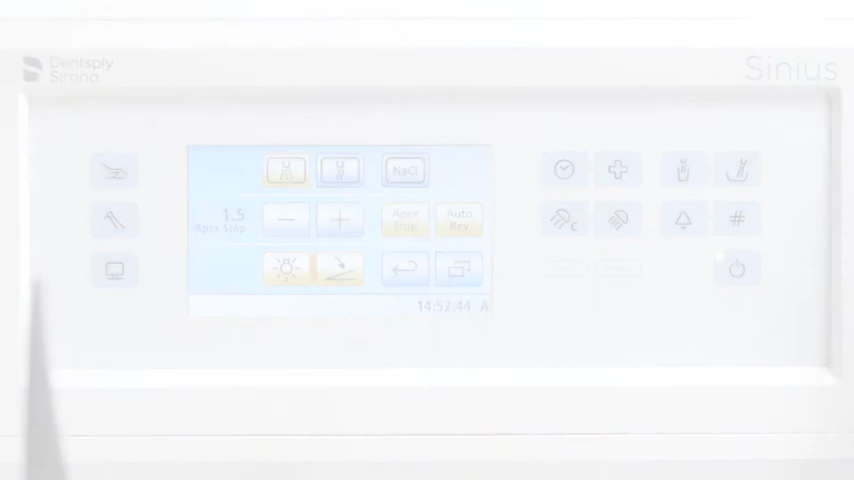 Dentsply
Sirona
Sinius
NaCl
1.5
Apex Stop
− +
Apex
Stop
Auto
Rev.
C
#
14:52:44 A